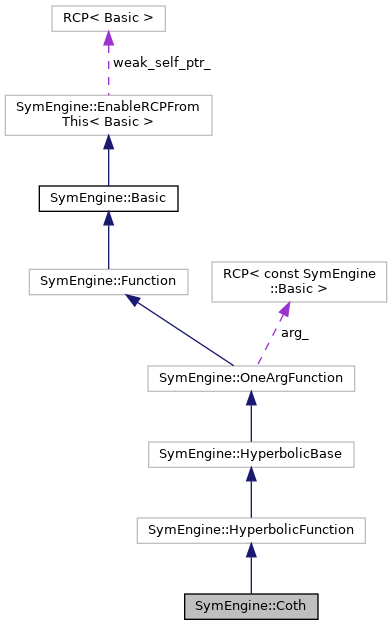 RCP< Basic >
weak_self_ptr_
SymEngine::EnableRCPFrom
This< Basic >
SymEngine::Basic
SymEngine::Function
RCP< const SymEngine
::Basic >
arg_
SymEngine::OneArgFunction
SymEngine::HyperbolicBase
SymEngine::HyperbolicFunction
SymEngine::Coth